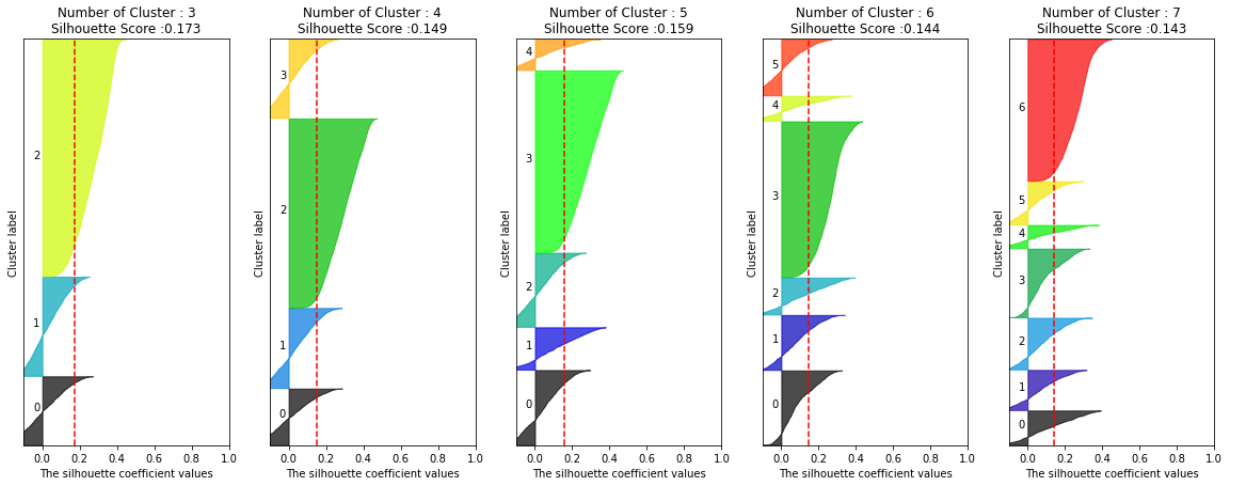 Number of Cluster : 3
Silhouette Score :0.173
Cluster label
2
1
0
0.0 0.2 0.4 0.6 0.8 1.0
The silhouette coefficient values
Number of Cluster : 4
Silhouette Score :0.149
Cluster label
3
2
1
0
0.0 0.2 0.4 0.6 0.8 1.0
The silhouette coefficient values
Number of Cluster : 5
Silhouette Score :0.159
Cluster label
4
3
2
1
0
0.0 0.2 0.4 0.6 0.8 1.0
The silhouette coefficient values
Number of Cluster : 6
Silhouette Score :0.144
Cluster label
5
4
3
2
1
0
0.0 0.2 0.4 0.6 0.8 1.0
The silhouette coefficient values
Number of Cluster : 7
Silhouette Score :0.143
Cluster label
6
5
4
3
2
1
0
0.0 0.2 0.4 0.6 0.8 1.0
The silhouette coefficient values